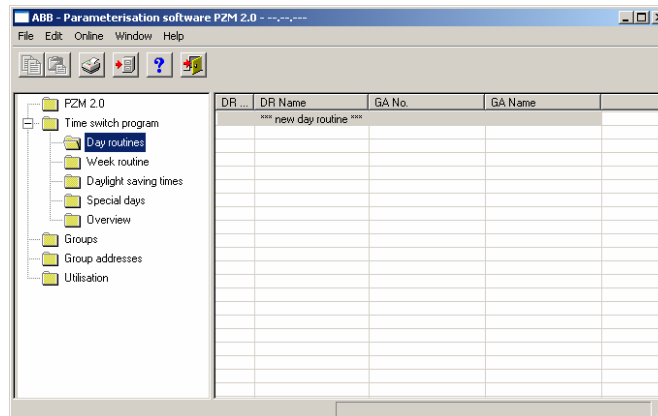 ABB - Parameterisation software PZM 2.0 - --.--.---
File Edit Online Window Help
PZM 2.0
Time switch program
Day routines
Week routine
Daylight saving times
Special days
Overview
Groups
Group addresses
Utilisation
DR ... DR Name GA No. GA Name
*** new day routine ***